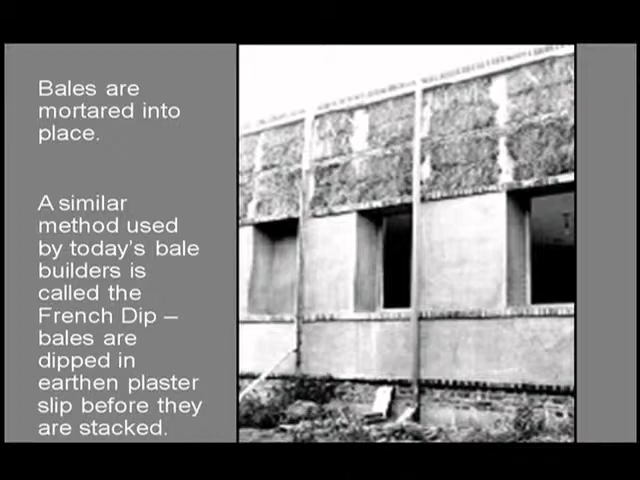 Bales are
mortared into
place.
A similar
method used
by today's bale
builders is
called the
French Dip –
bales are
dipped in
earthen plaster
slip before they
are stacked.